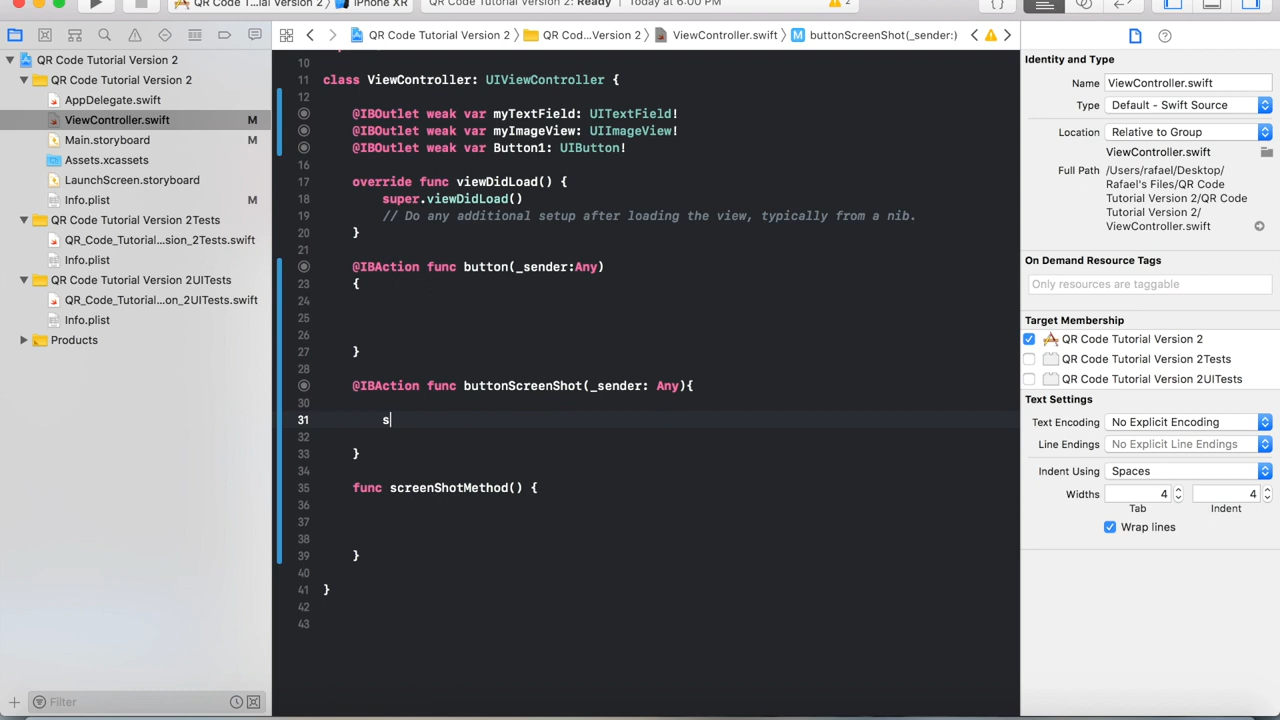 QR Code T...ial Version 2 iPhone XR QR Code Tutorial Version 2: Ready Today at 6:00 PM 2
QR Code Tutorial Version 2 QR Cod...Version 2 ViewController.swift M buttonScreenShot(_sender:)
QR Code Tutorial Version 2
QR Code Tutorial Version 2
AppDelegate.swift
ViewController.swift M
Main.storyboard M
Assets.xcassets
LaunchScreen.storyboard
Info.plist M
QR Code Tutorial Version 2Tests
QR_Code_Tutorial...sion_2Tests.swift
Info.plist
QR Code Tutorial Version 2UITests
QR_Code_Tutorial...on_2UITests.swift
Info.plist
Products
Filter
10
11 class ViewController: UIViewController {
12
@IBOutlet weak var myTextField: UITextField!
@IBOutlet weak var myImageView: UIImageView!
@IBOutlet weak var Button1: UIButton!
16
17 override func viewDidLoad() {
18 super.viewDidLoad()
19 // Do any additional setup after loading the view, typically from a nib.
20 }
21
@IBAction func button(_sender:Any)
23 {
24
25
26
27 }
28
@IBAction func buttonScreenShot(_sender: Any){
30
31 s
32
33 }
34
35 func screenShotMethod() {
36
37
38
39 }
40
41 }
42
43
Identity and Type
Name ViewController.swift
Type Default - Swift Source
Location Relative to Group
ViewController.swift
Full Path /Users/rafael/Desktop/
Rafael's Files/QR Code
Tutorial Version 2/QR Code
Tutorial Version 2/
ViewController.swift
On Demand Resource Tags
Only resources are taggable
Target Membership
QR Code Tutorial Version 2
QR Code Tutorial Version 2Tests
QR Code Tutorial Version 2UITests
Text Settings
Text Encoding No Explicit Encoding
Line Endings No Explicit Line Endings
Indent Using Spaces
Widths 4 4
Tab Indent
Wrap lines